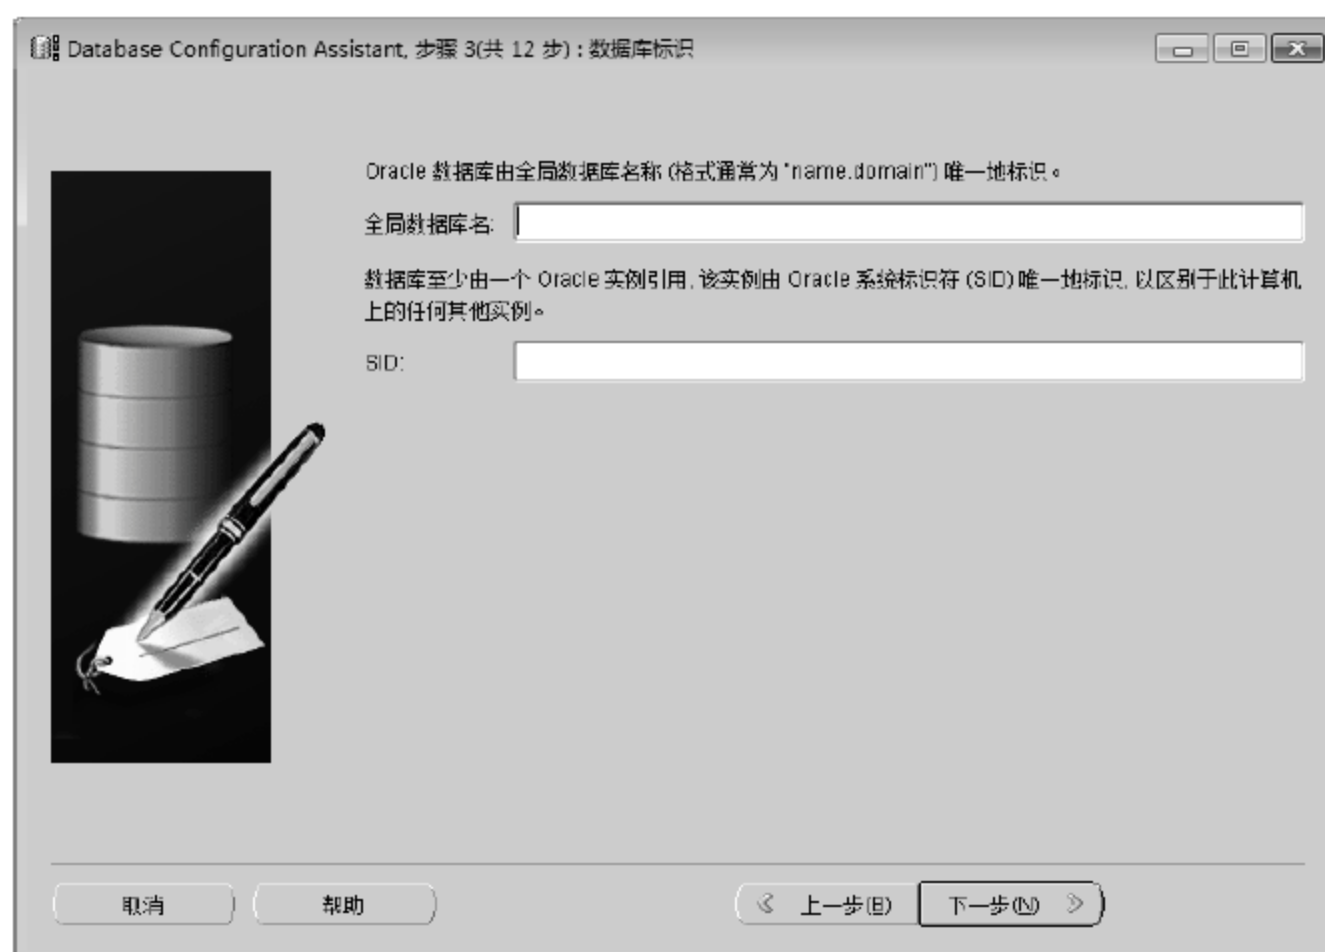 Database Configuration Assistant, 步骤 3(共 12 步) : 数据库标识
Oracle 数据库由全局数据库名称 (格式通常为 "name.domain") 唯一地标识。
全局数据库名:
数据库至少由一个 Oracle 实例引用, 该实例由 Oracle 系统标识符 (SID) 唯一地标识, 以区别于此计算机
上的任何其他实例。
SID:
取消
帮助
上一步(B)
下一步(N)